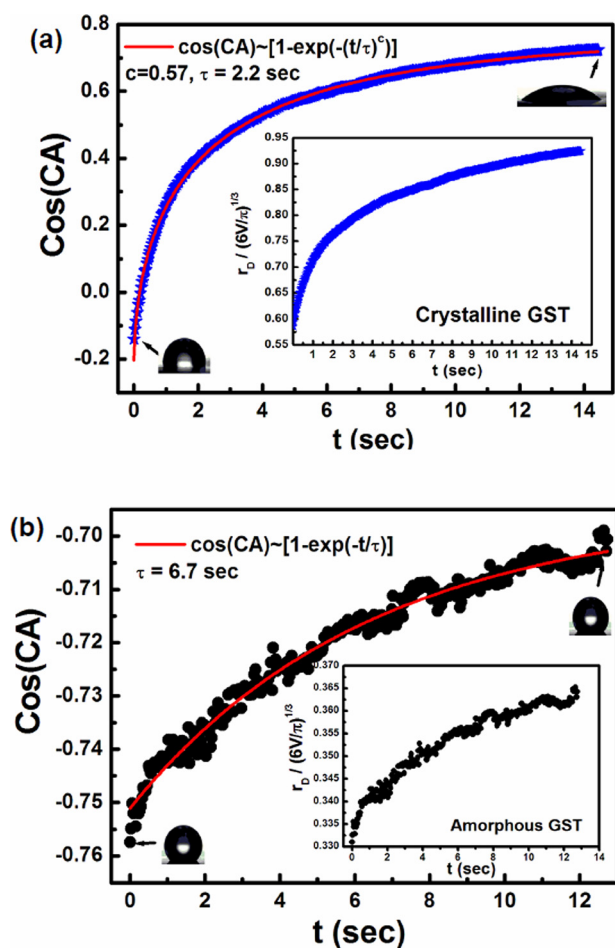 (a)
cos(CA)~[1-exp(-(t/τ)^c)]
c=0.57, τ = 2.2 sec
Cos(CA)
0.8
0.6
0.4
0.2
0.0
-0.2
0 2 4 6 8 10 12 14
t (sec)
r_D / (6V/π)^1/3
0.95
0.90
0.85
0.80
0.75
0.70
0.65
0.60
0.55
Crystalline GST
1 2 3 4 5 6 7 8 9 10 11 12 13 14 15
t (sec)
(b)
cos(CA)~[1-exp(-t/τ)]
τ = 6.7 sec
Cos(CA)
-0.70
-0.71
-0.72
-0.73
-0.74
-0.75
-0.76
0 2 4 6 8 10 12
t (sec)
r_D / (6V/π)^1/3
0.370
0.365
0.360
0.355
0.350
0.345
0.340
0.335
0.330
Amorphous GST
0 2 4 6 8 10 12 14
t (sec)